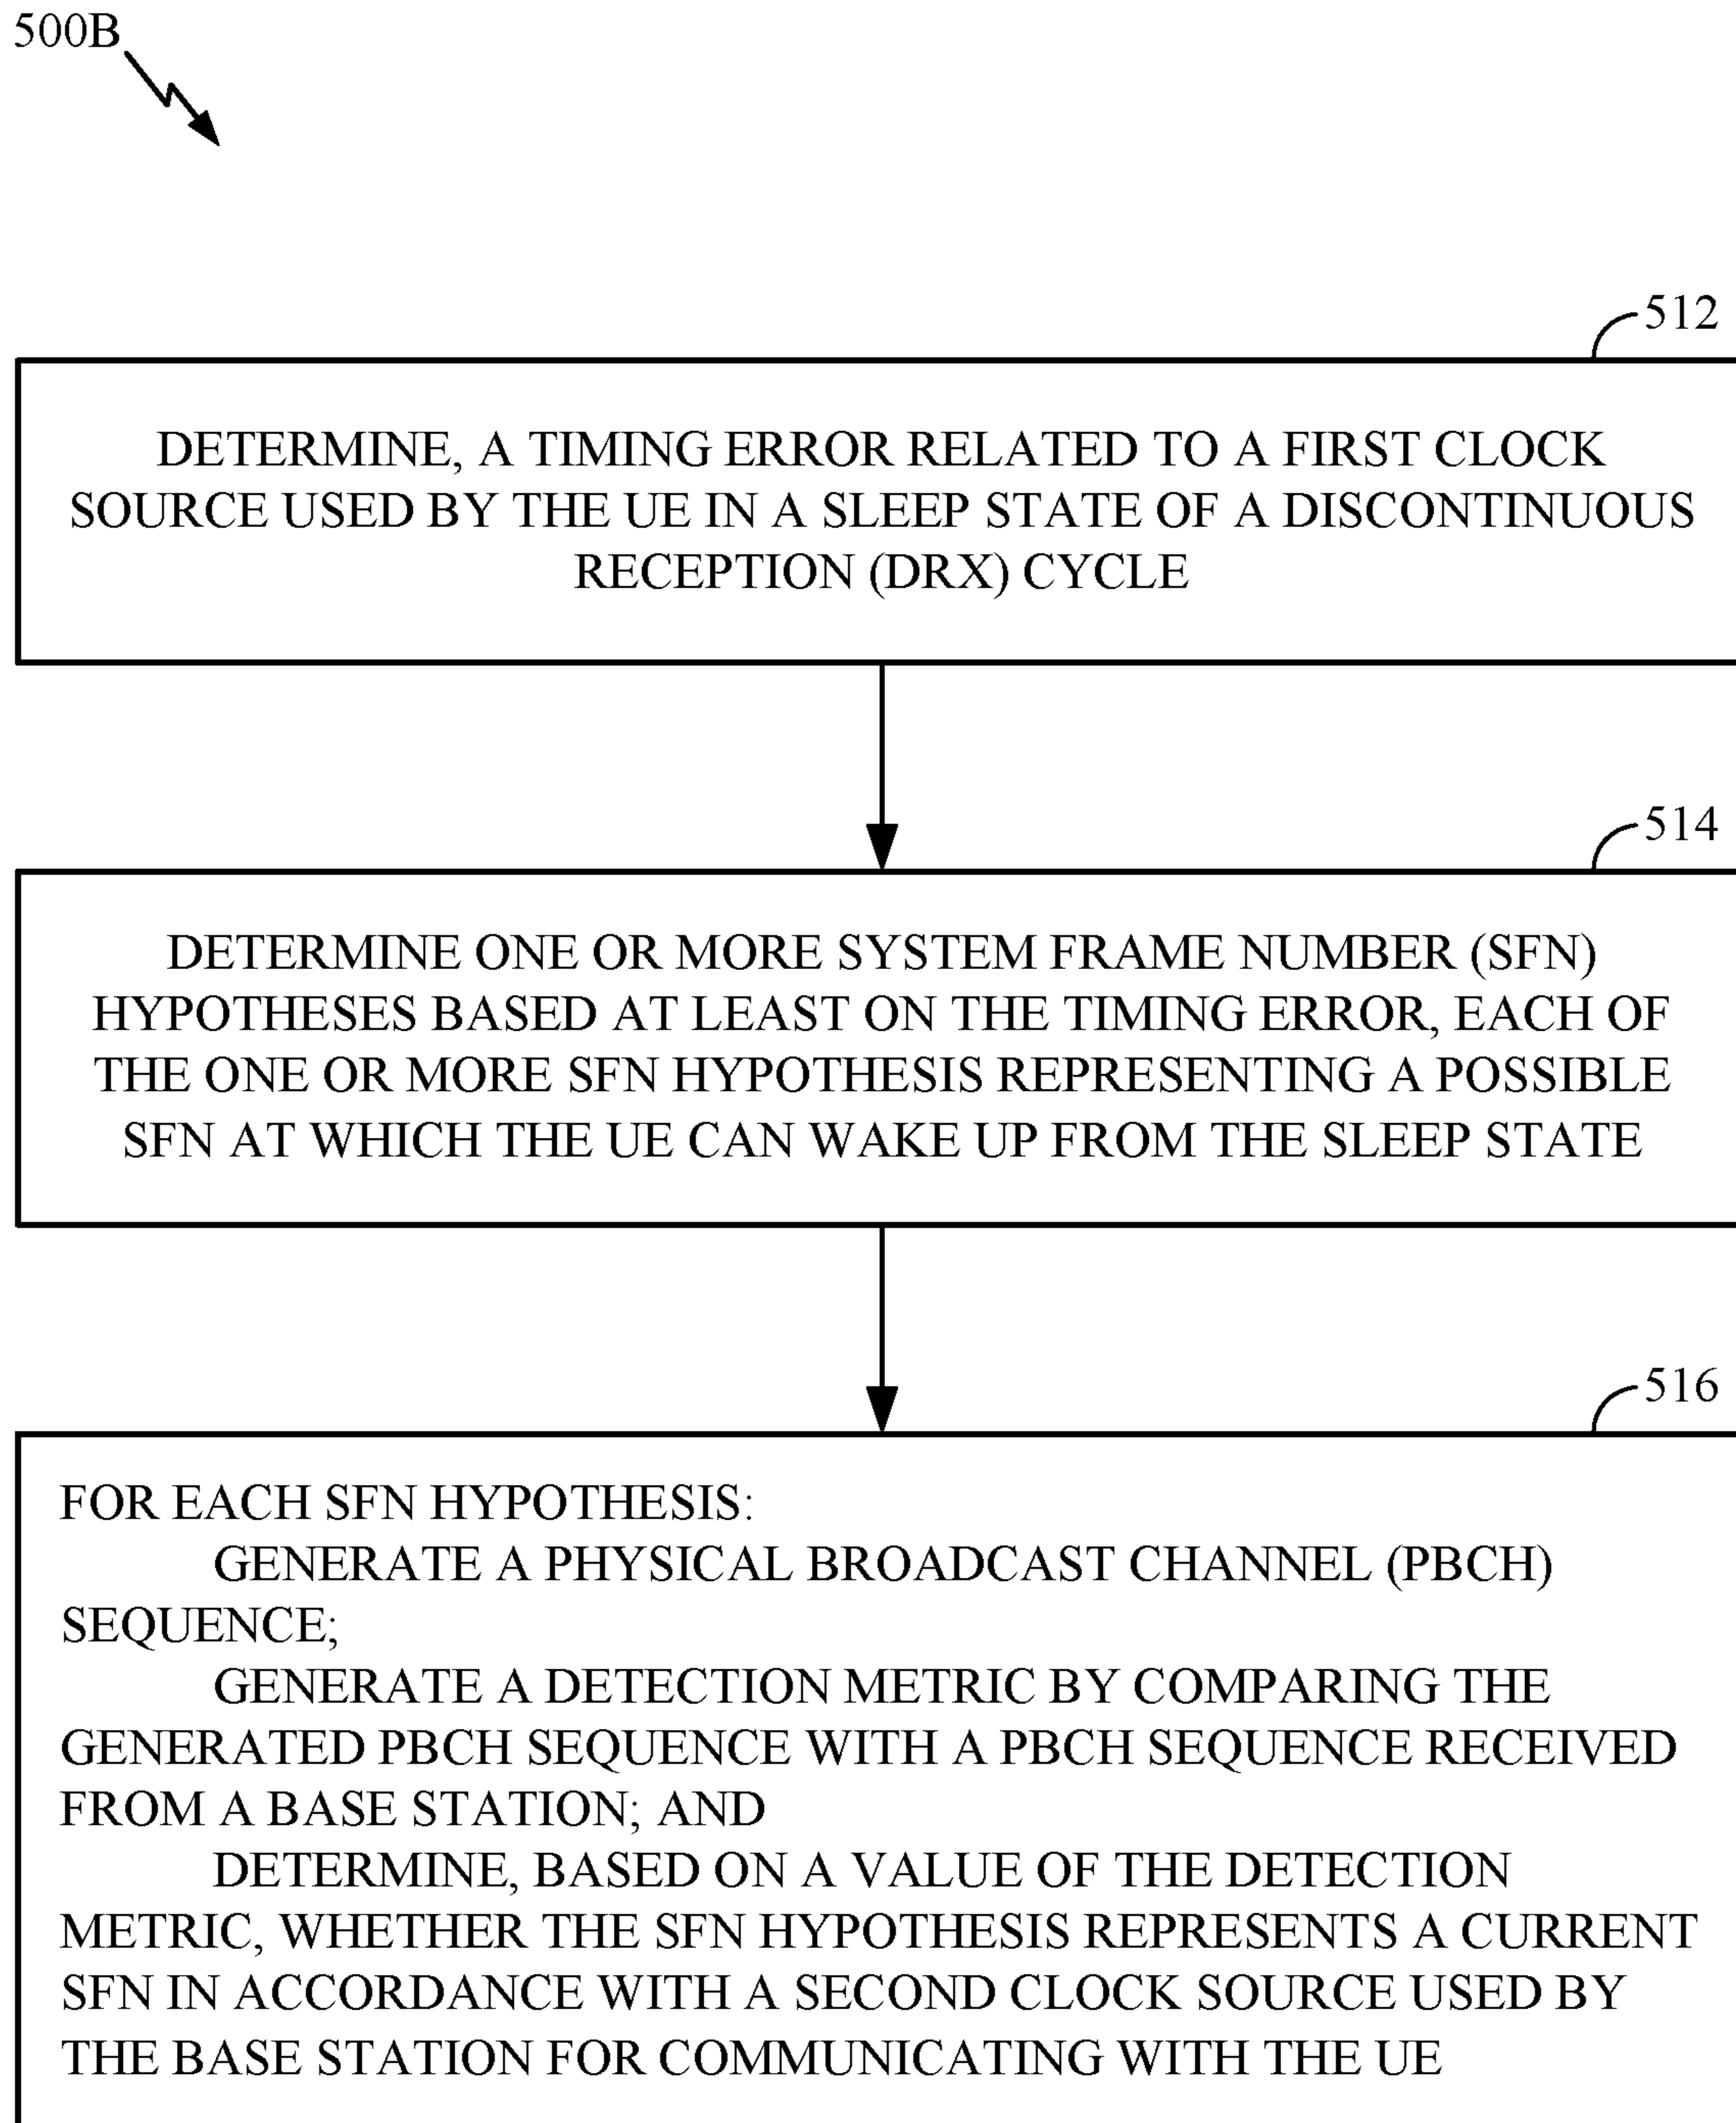 500B
512
DETERMINE, A TIMING ERROR RELATED TO A FIRST CLOCK
SOURCE USED BY THE UE IN A SLEEP STATE OF A DISCONTINUOUS
RECEPTION (DRX) CYCLE
514
DETERMINE ONE OR MORE SYSTEM FRAME NUMBER (SFN)
HYPOTHESES BASED AT LEAST ON THE TIMING ERROR, EACH OF
THE ONE OR MORE SFN HYPOTHESIS REPRESENTING A POSSIBLE
SFN AT WHICH THE UE CAN WAKE UP FROM THE SLEEP STATE
516
FOR EACH SFN HYPOTHESIS:
GENERATE A PHYSICAL BROADCAST CHANNEL (PBCH)
SEQUENCE;
GENERATE A DETECTION METRIC BY COMPARING THE
GENERATED PBCH SEQUENCE WITH A PBCH SEQUENCE RECEIVED
FROM A BASE STATION; AND
DETERMINE, BASED ON A VALUE OF THE DETECTION
METRIC, WHETHER THE SFN HYPOTHESIS REPRESENTS A CURRENT
SFN IN ACCORDANCE WITH A SECOND CLOCK SOURCE USED BY
THE BASE STATION FOR COMMUNICATING WITH THE UE